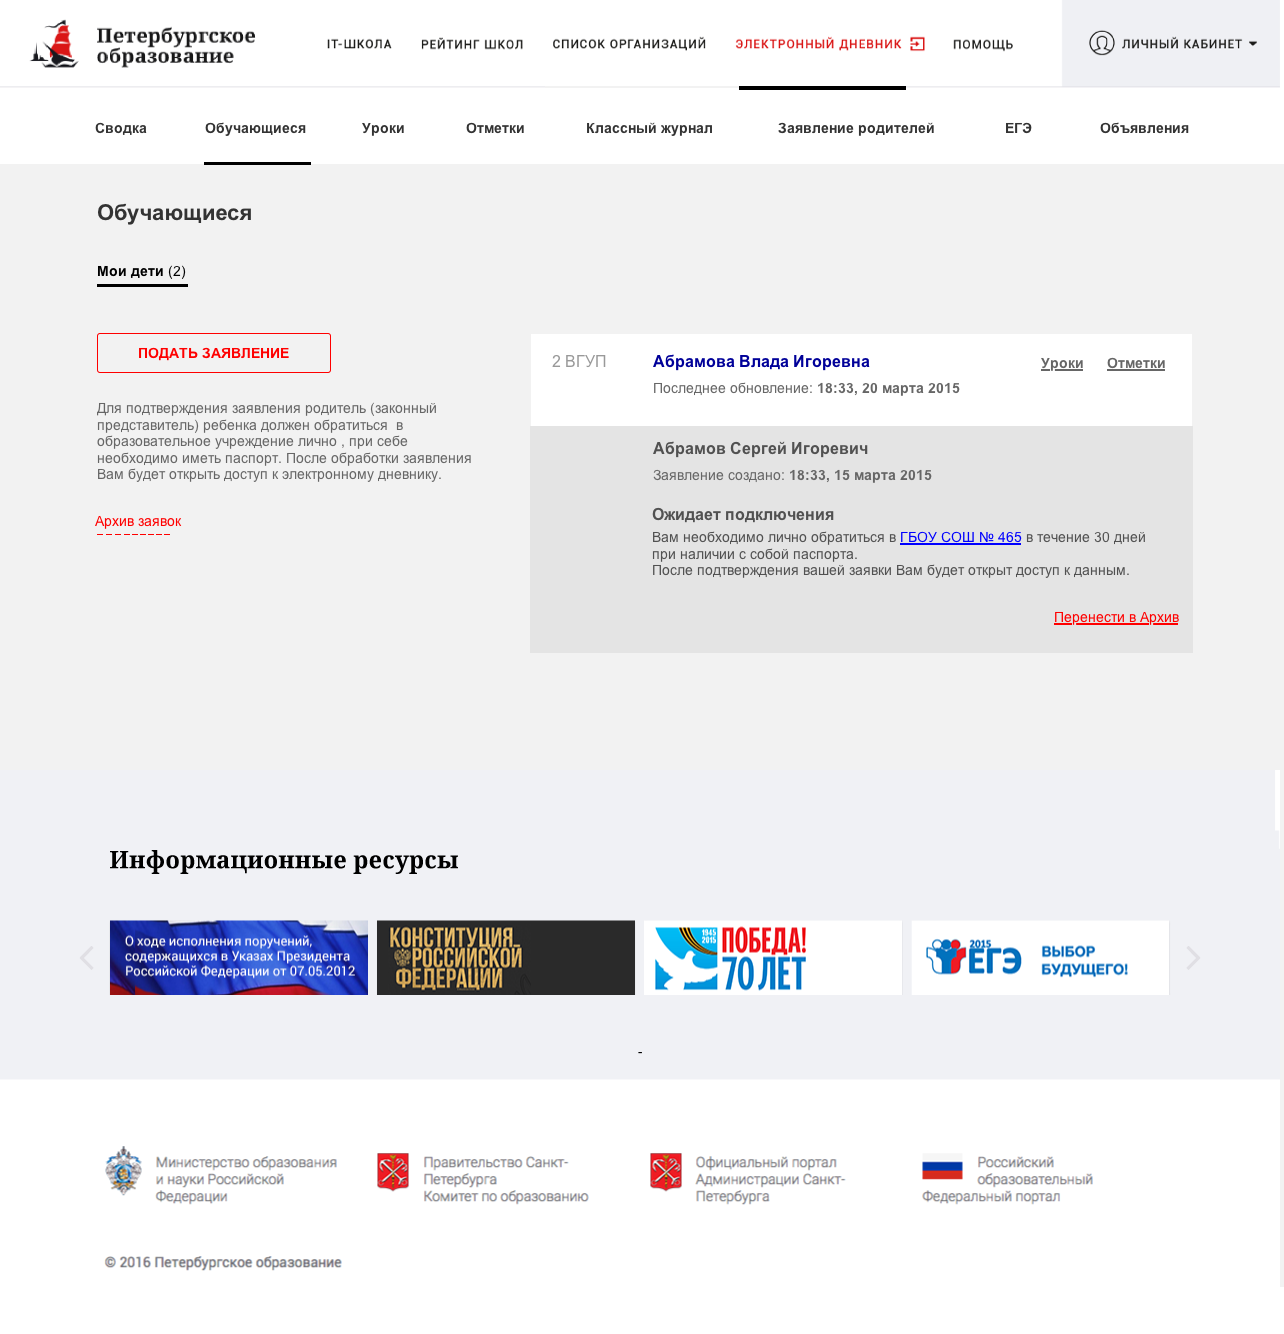 Петербургское
образование
IT-ШКОЛА РЕЙТИНГ ШКОЛ СПИСОК ОРГАНИЗАЦИЙ ЭЛЕКТРОННЫЙ ДНЕВНИК ПОМОЩЬ ЛИЧНЫЙ КАБИНЕТ
Сводка Обучающиеся Уроки Отметки Классный журнал Заявление родителей ЕГЭ Объявления
Обучающиеся
Мои дети (2)
ПОДАТЬ ЗАЯВЛЕНИЕ
Для подтверждения заявления родитель (законный
представитель) ребенка должен обратиться  в
образовательное учреждение лично , при себе
необходимо иметь паспорт. После обработки заявления
Вам будет открыть доступ к электронному дневнику.
Архив заявок
2 ВГУП Абрамова Влада Игоревна Уроки Отметки
Последнее обновление: 18:33, 20 марта 2015
Абрамов Сергей Игоревич
Заявление создано: 18:33, 15 марта 2015
Ожидает подключения
Вам необходимо лично обратиться в ГБОУ СОШ № 465 в течение 30 дней
при наличии с собой паспорта.
После подтверждения вашей заявки Вам будет открыт доступ к данным.
Перенести в Архив
Информационные ресурсы
О ходе исполнения поручений,
содержащихся в Указах Президента
Российской Федерации от 07.05.2012
КОНСТИТУЦИЯ
РОССИЙСКОЙ
ФЕДЕРАЦИИ
1945
2015
ПОБЕДА!
70 ЛЕТ
2015
ЕГЭ
ВЫБОР
БУДУЩЕГО!
-
Министерство образования
и науки Российской
Федерации
Правительство Санкт-
Петербурга
Комитет по образованию
Официальный портал
Администрации Санкт-
Петербурга
Российский
образовательный
Федеральный портал
© 2016 Петербургское образование